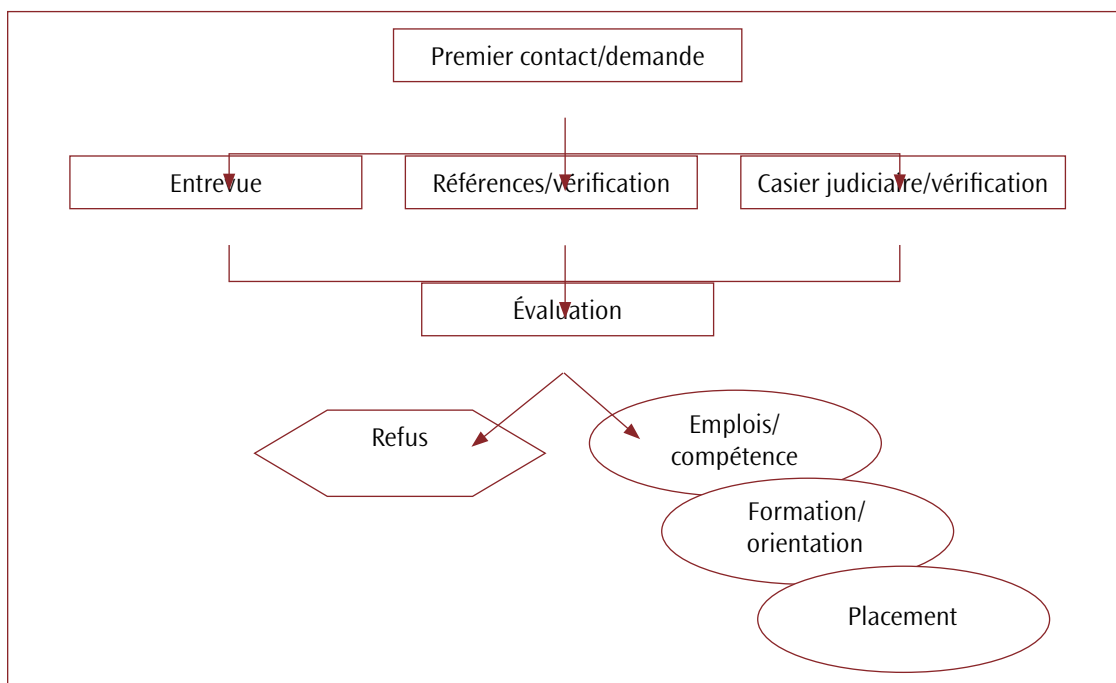 Premier contact/demande
Entrevue
Références/vérification
Casier judiciaire/vérification
Évaluation
Refus
Emplois/
compétence
Formation/
orientation
Placement